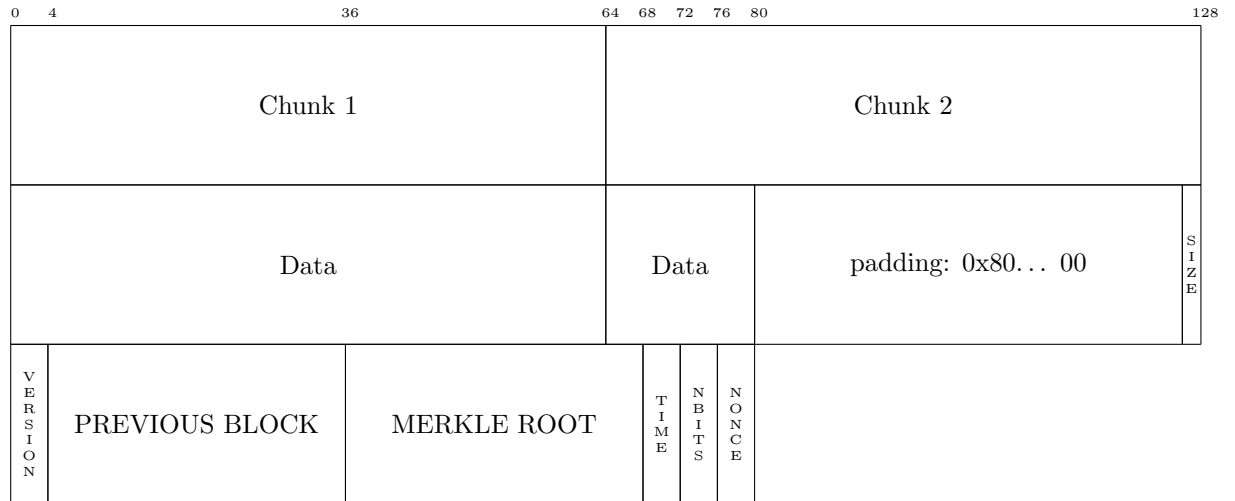 0 4 36 64 68 72 76 80 128
Chunk 1 Chunk 2
Data Data padding: 0x80... 00 SIZE
VERSION PREVIOUS BLOCK MERKLE ROOT TIME NBITS NONCE